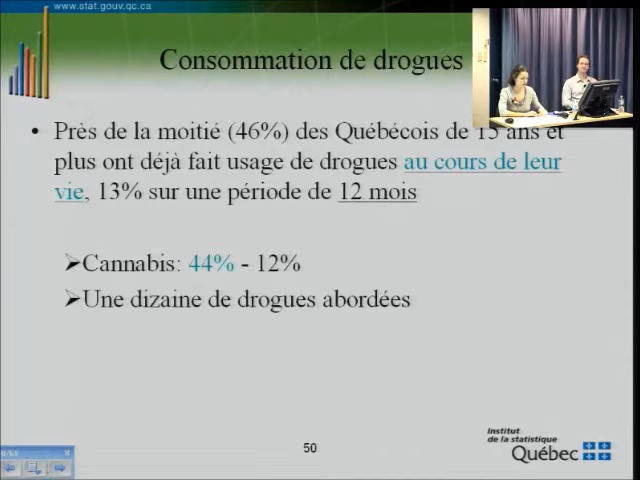 www.stat.gouv.qc.ca
Consommation de drogues
• Près de la moitié (46%) des Québécois de 15 ans et
plus ont déjà fait usage de drogues au cours de leur
vie, 13% sur une période de 12 mois
➢Cannabis: 44% - 12%
➢Une dizaine de drogues abordées
50
Institut
de la statistique
Québec